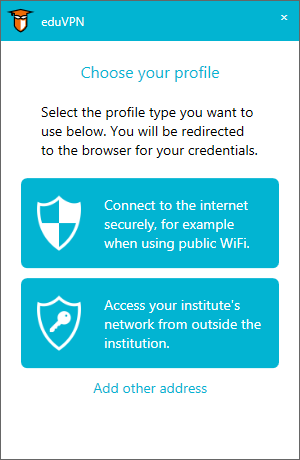 eduVPN
Choose your profile
Select the profile type you want to
use below. You will be redirected
to the browser for your credentials.
Connect to the internet
securely, for example
when using public WiFi.
Access your institute's
network from outside the
institution.
Add other address